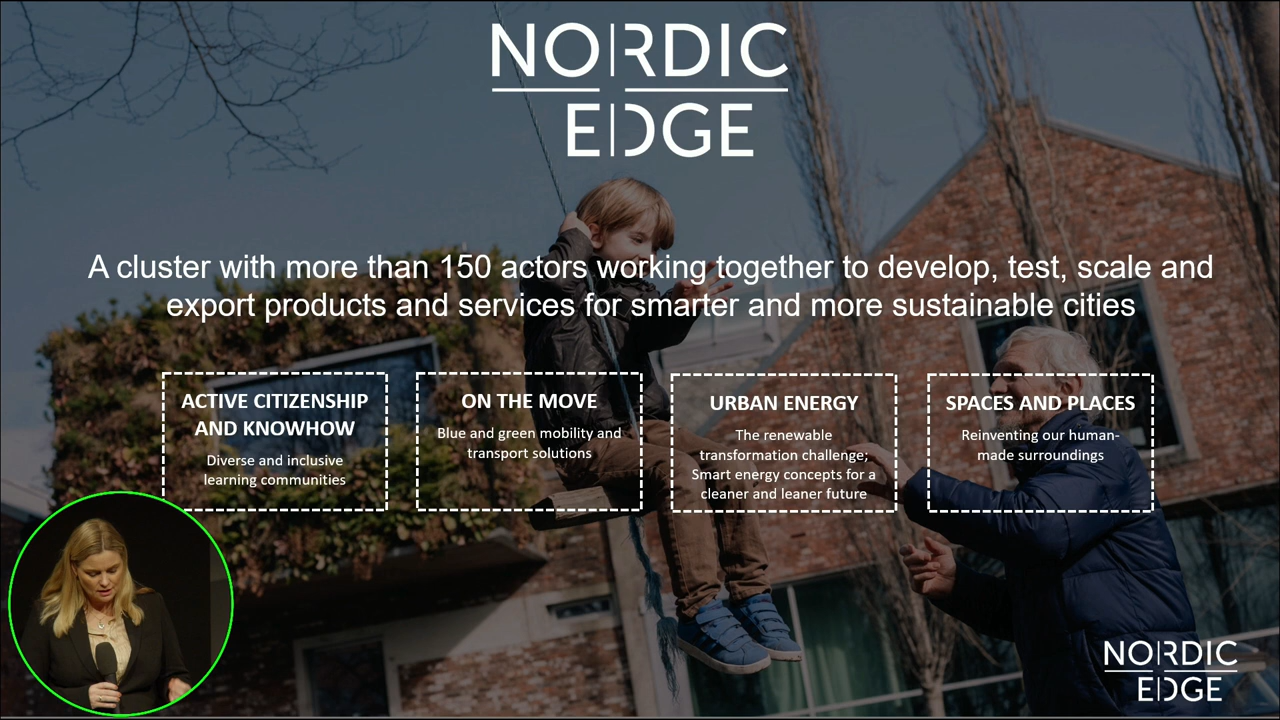 NORDIC
EDGE
A cluster with more than 150 actors working together to develop, test, scale and
export products and services for smarter and more sustainable cities
ACTIVE CITIZENSHIP
AND KNOWHOW
Diverse and inclusive
learning communities
ON THE MOVE
Blue and green mobility and
transport solutions
URBAN ENERGY
The renewable
transformation challenge;
Smart energy concepts for a
cleaner and leaner future
SPACES AND PLACES
Reinventing our human-
made surroundings
NORDIC
EDGE